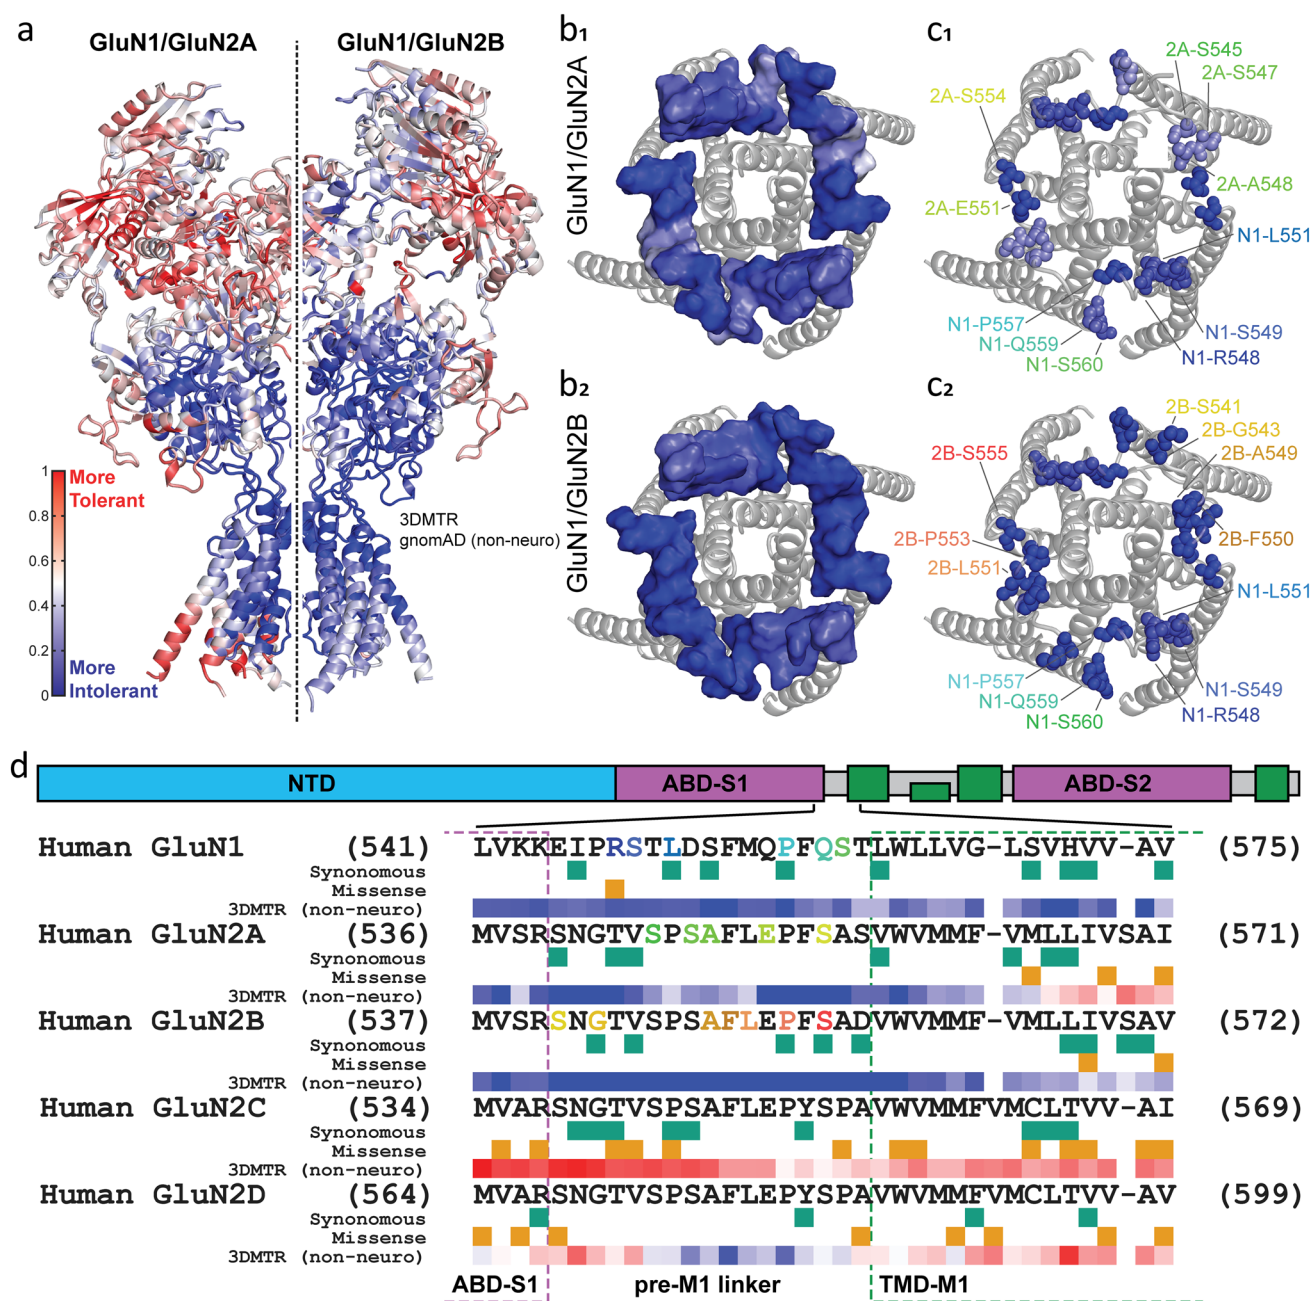 a
GluN1/GluN2A
GluN1/GluN2B
1
0.8
0.6
0.4
0.2
0
More
Tolerant
More
Intolerant
3DMTR
gnomAD (non-neuro)
b1
GluN1/GluN2A
c1
2A-S545
2A-S547
2A-S554
2A-A548
2A-E551
N1-L551
N1-P557
N1-Q559
N1-S560
N1-S549
N1-R548
b2
GluN1/GluN2B
c2
2B-S541
2B-G543
2B-A549
2B-S555
2B-P553
2B-F550
2B-L551
N1-L551
N1-P557
N1-Q559
N1-S560
N1-S549
N1-R548
d
NTD ABD-S1 ABD-S2
Human GluN1 (541) LVKKEIPRSTLDSFMQPFQSTLWLLVG-LSVHVV-AV (575)
Synonomous
Missense
3DMTR (non-neuro)
Human GluN2A (536) MVSRSNGTVSPSAFLEPFSASVWVMMF-VMLLIVSAI (571)
Synonomous
Missense
3DMTR (non-neuro)
Human GluN2B (537) MVSRSNGTVSPSAFLEPFSADVWVMMF-VMLLIVSAV (572)
Synonomous
Missense
3DMTR (non-neuro)
Human GluN2C (534) MVARSNGTVSPSAFLEPYSPAVWVMMFVMCLTVV-AI (569)
Synonomous
Missense
3DMTR (non-neuro)
Human GluN2D (564) MVARSNGTVSPSAFLEPYSPAVWVMMFVMCLTVV-AV (599)
Synonomous
Missense
3DMTR (non-neuro)
ABD-S1 pre-M1 linker TMD-M1